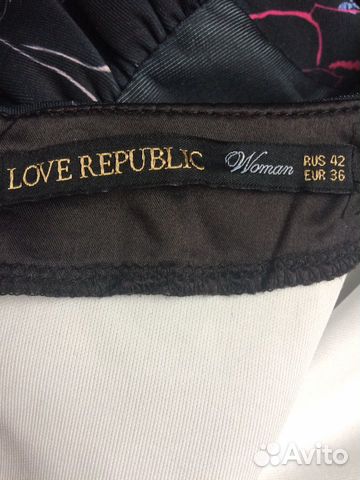 LOVE REPUBLIC Woman RUS 42
EUR 36
Avito